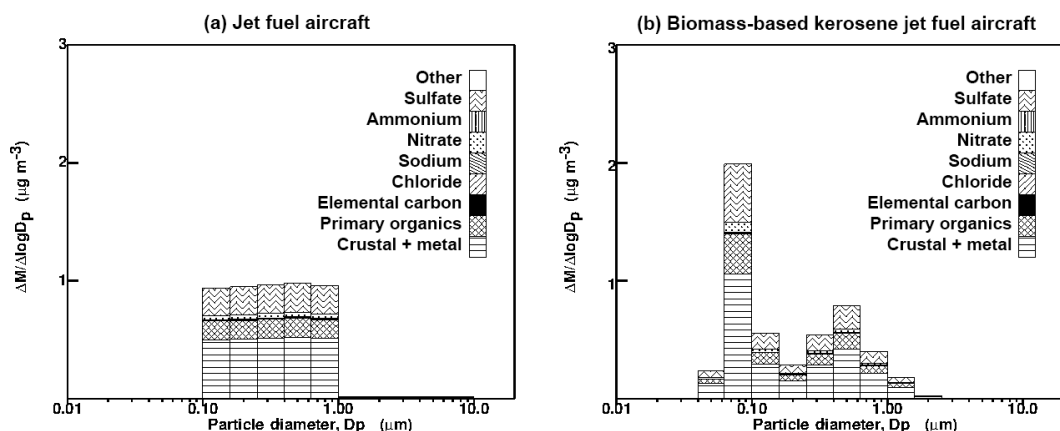 (a) Jet fuel aircraft
3
2
1
ΔM/ΔlogDp (μg m-3)
Other
Sulfate
Ammonium
Nitrate
Sodium
Chloride
Elemental carbon
Primary organics
Crustal + metal
0.01 0.10 1.00 10.0
Particle diameter, Dp (μm)
(b) Biomass-based kerosene jet fuel aircraft
3
2
1
ΔM/ΔlogDp (μg m-3)
Other
Sulfate
Ammonium
Nitrate
Sodium
Chloride
Elemental carbon
Primary organics
Crustal + metal
0.01 0.10 1.00 10.0
Particle diameter, Dp (μm)